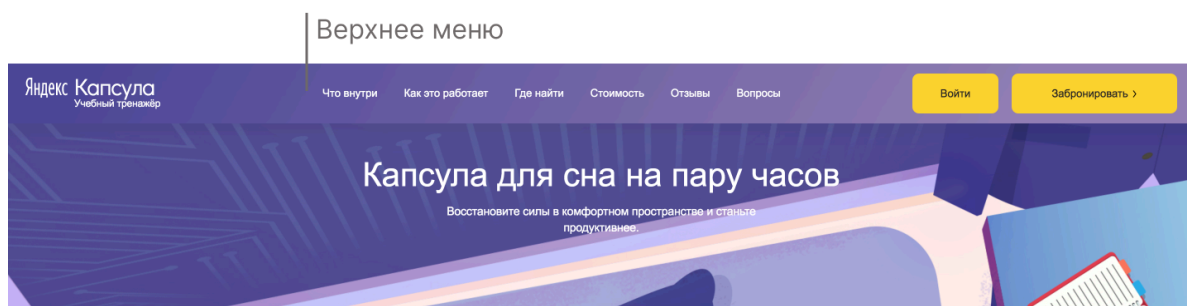 Верхнее меню
Яндекс Капсула
Учебный тренажёр
Что внутри Как это работает Где найти Стоимость Отзывы Вопросы
Войти
Забронировать >
Капсула для сна на пару часов
Восстановите силы в комфортном пространстве и станьте
продуктивнее.